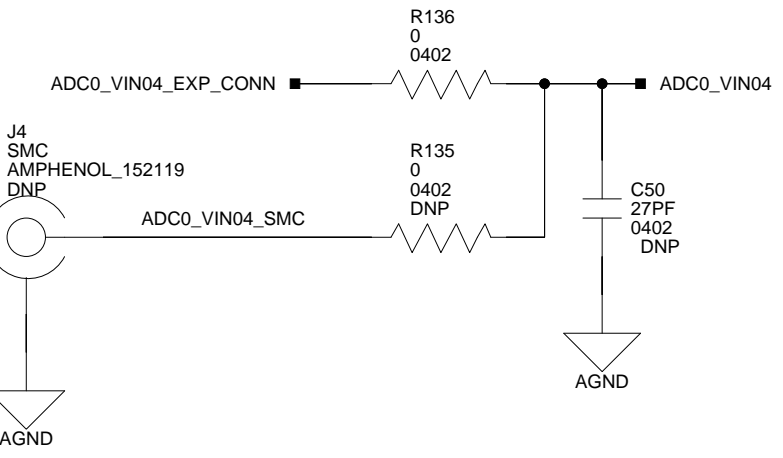 R136
0
0402
ADC0_VIN04_EXP_CONN
ADC0_VIN04
J4
SMC
AMPHENOL_152119
DNP
R135
0
0402
DNP
ADC0_VIN04_SMC
C50
27PF
0402
DNP
AGND
AGND